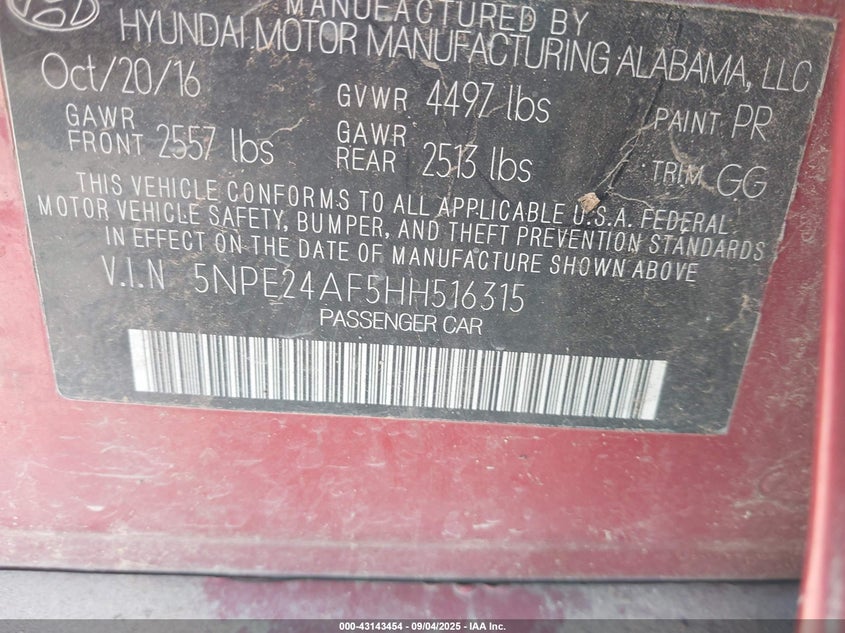 MANUFACTURED BY
HYUNDAI MOTOR MANUFACTURING ALABAMA, LLC
Oct/20/16 GVWR 4497 lbs PAINT PR
GAWR FRONT 2557 lbs GAWR REAR 2513 lbs TRIM GG
THIS VEHICLE CONFORMS TO ALL APPLICABLE U.S.A. FEDERAL
MOTOR VEHICLE SAFETY, BUMPER, AND THEFT PREVENTION STANDARDS
IN EFFECT ON THE DATE OF MANUFACTURE SHOWN ABOVE
V.I.N 5NPE24AF5HH516315
PASSENGER CAR
000-43143454 - 09/04/2025 - IAA Inc.